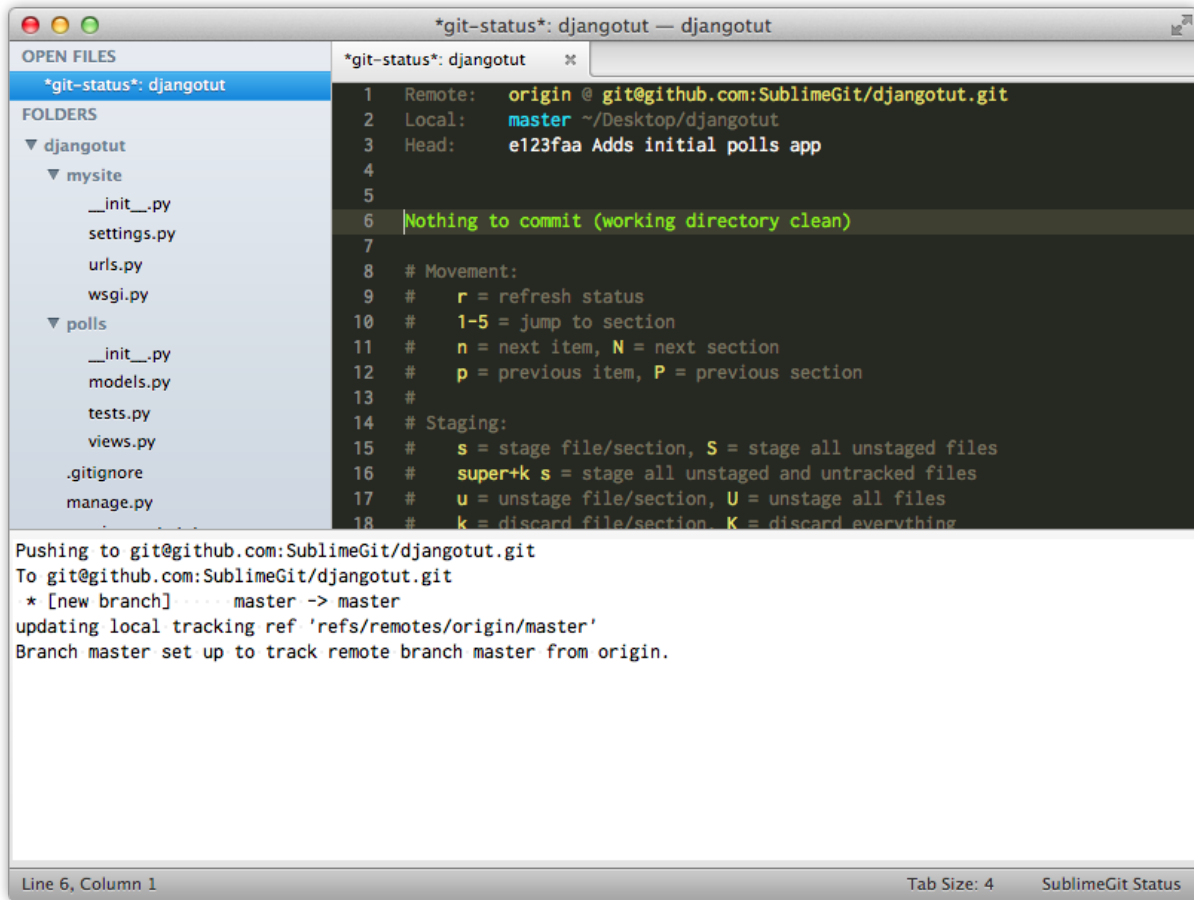 *git-status*: djangotut — djangotut
OPEN FILES
*git-status*: djangotut
FOLDERS
djangotut
mysite
__init__.py
settings.py
urls.py
wsgi.py
polls
__init__.py
models.py
tests.py
views.py
.gitignore
manage.py
*git-status*: djangotut
1 Remote: origin @ git@github.com:SublimeGit/djangotut.git
2 Local: master ~/Desktop/djangotut
3 Head: e123faa Adds initial polls app
4
5
6 Nothing to commit (working directory clean)
7
8 # Movement:
9 # r = refresh status
10 # 1-5 = jump to section
11 # n = next item, N = next section
12 # p = previous item, P = previous section
13 #
14 # Staging:
15 # s = stage file/section, S = stage all unstaged files
16 # super+k s = stage all unstaged and untracked files
17 # u = unstage file/section, U = unstage all files
18 # k = discard file/section, K = discard everything
Pushing to git@github.com:SublimeGit/djangotut.git
To git@github.com:SublimeGit/djangotut.git
* [new branch] master -> master
updating local tracking ref 'refs/remotes/origin/master'
Branch master set up to track remote branch master from origin.
Line 6, Column 1
Tab Size: 4
SublimeGit Status